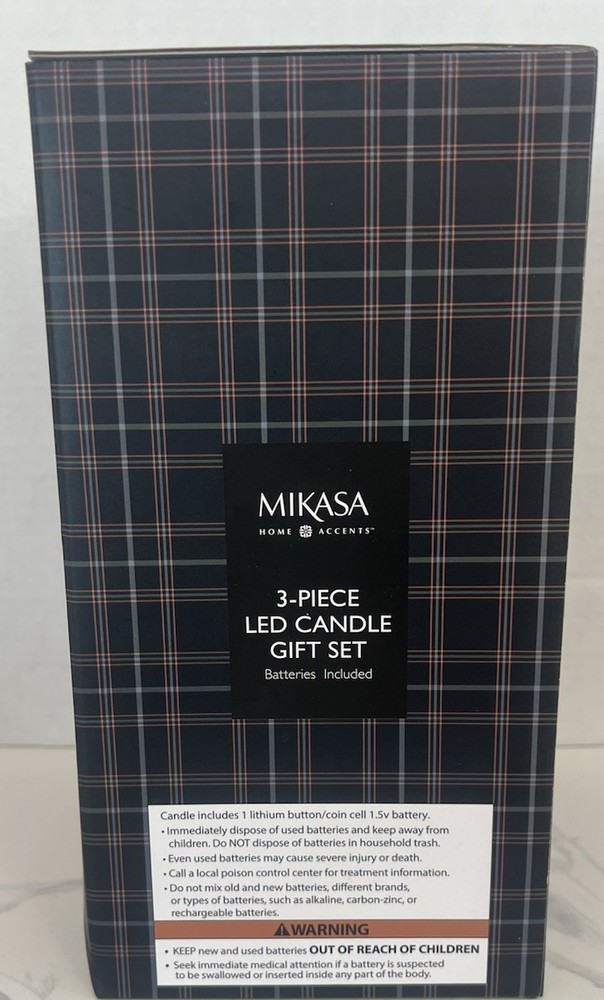 MIKASA
HOME ACCENTS™
3-PIECE
LED CANDLE
GIFT SET
Batteries Included
Candle includes 1 lithium button/coin cell 1.5v battery.
• Immediately dispose of used batteries and keep away from
children. Do NOT dispose of batteries in household trash.
• Even used batteries may cause severe injury or death.
• Call a local poison control center for treatment information.
• Do not mix old and new batteries, different brands,
or types of batteries, such as alkaline, carbon-zinc, or
rechargeable batteries.
⚠WARNING
• KEEP new and used batteries OUT OF REACH OF CHILDREN
• Seek immediate medical attention if a battery is suspected
to be swallowed or inserted inside any part of the body.